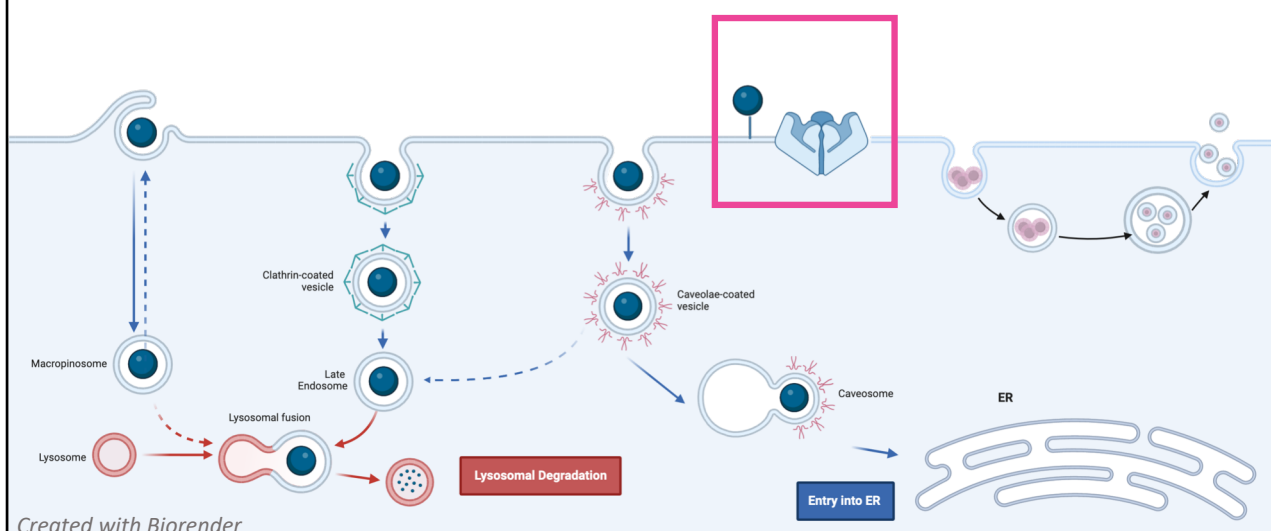 Clathrin-coated
vesicle
Caveolae-coated
vesicle
Macropinosome
Late
Endosome
Caveosome
ER
Lysosomal fusion
Lysosome
Lysosomal Degradation
Entry into ER
Created with Biorender